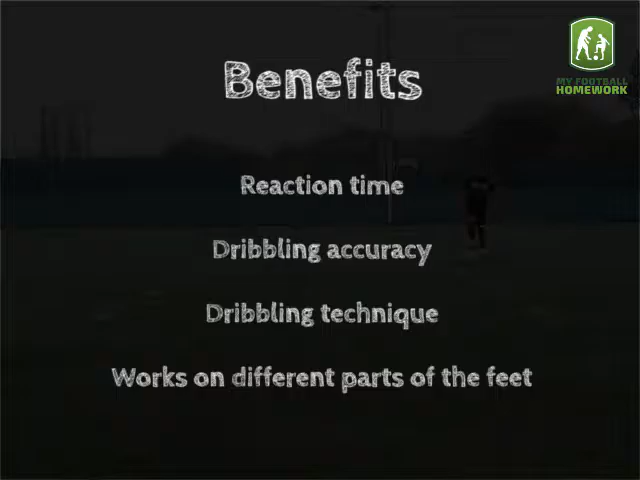 MY FOOTBALL
HOMEWORK
Benefits
Reaction time
Dribbling accuracy
Dribbling technique
Works on different parts of the feet